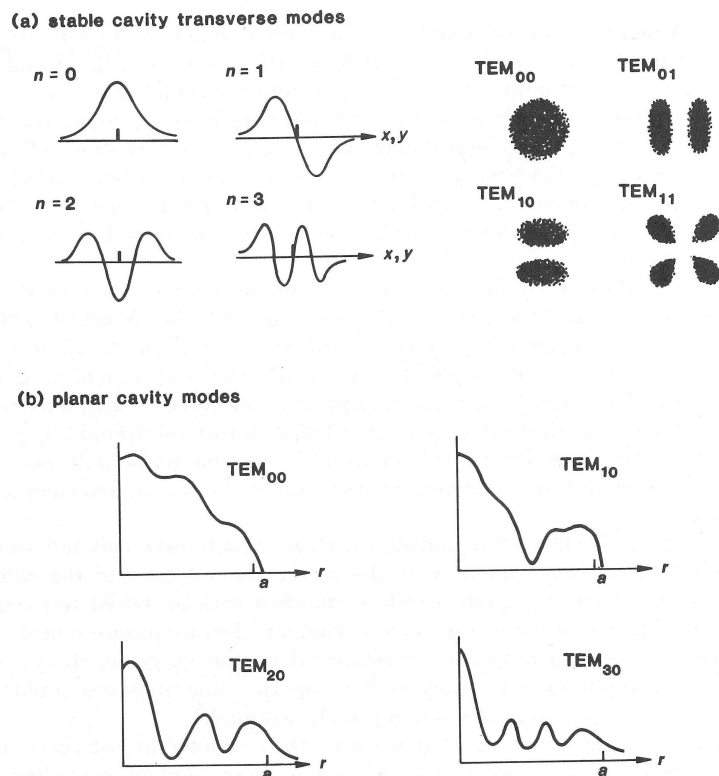 (a) stable cavity transverse modes
n = 0
n = 1
x, y
TEM00
TEM01
n = 2
n = 3
x, y
TEM10
TEM11
(b) planar cavity modes
TEM00
a
r
TEM10
a
r
TEM20
a
r
TEM30
a
r